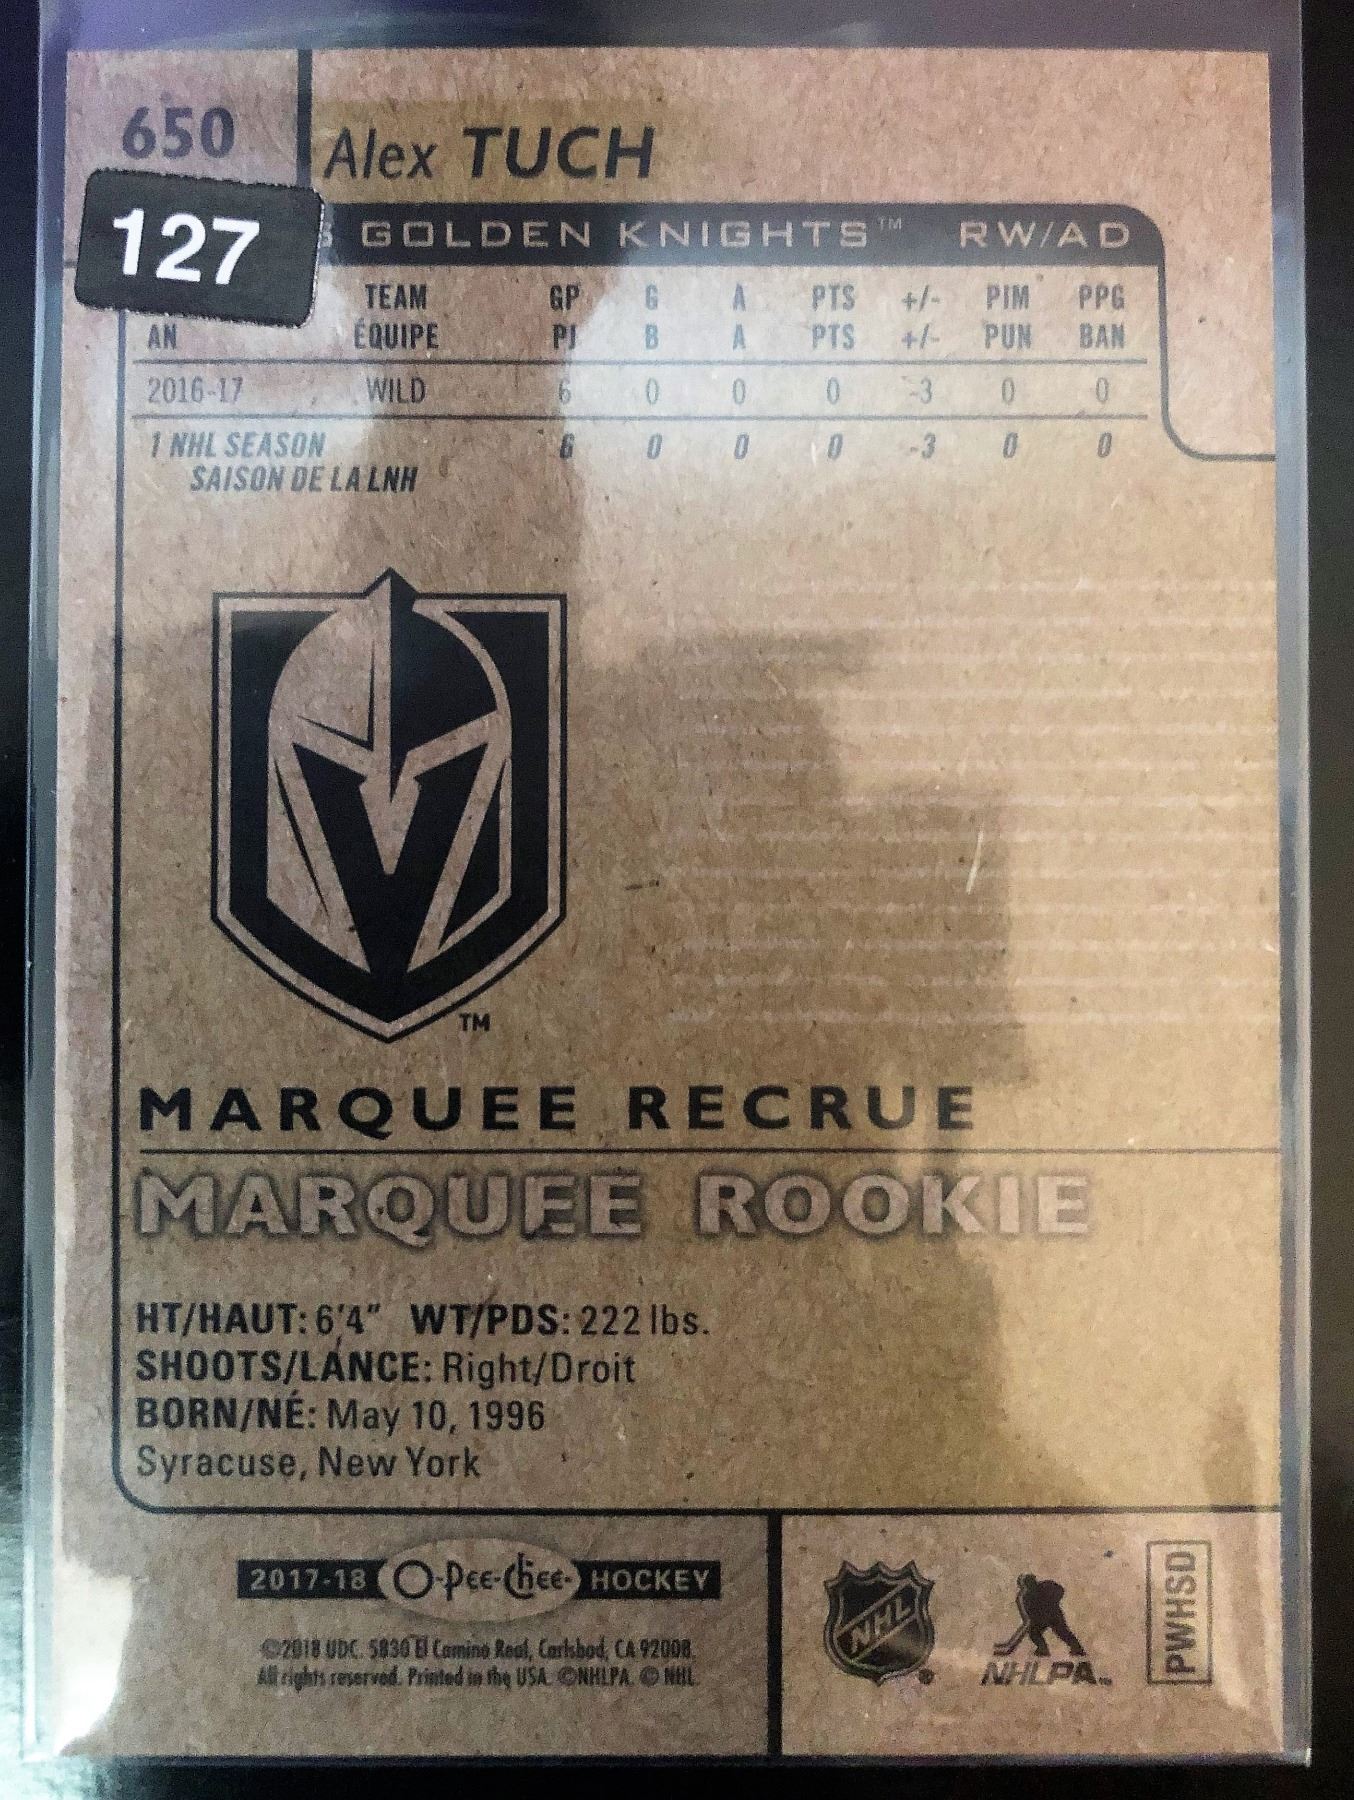 650
Alex TUCH
127
S GOLDEN KNIGHTS™ RW/AD
TEAM GP G A PTS +/- PIM PPG
AN ÉQUIPE PJ B A PTS +/- PUN BAN
2016-17 WILD 6 0 0 0 -3 0 0
1 NHL SEASON 6 0 0 0 -3 0 0
SAISON DE LA LNH
TM
MARQUEE RECRUE
MARQUEE ROOKIE
HT/HAUT: 6'4" WT/PDS: 222 lbs.
SHOOTS/LANCE: Right/Droit
BORN/NÉ: May 10, 1996
Syracuse, New York
2017-18 O-Pee-Chee HOCKEY
©2018 UDC. 5830 El Camino Real, Carlsbad, CA 92008.
All rights reserved. Printed in the USA. ©NHLPA. © NHL.
NHL ®
NHLPA™
PWHSD